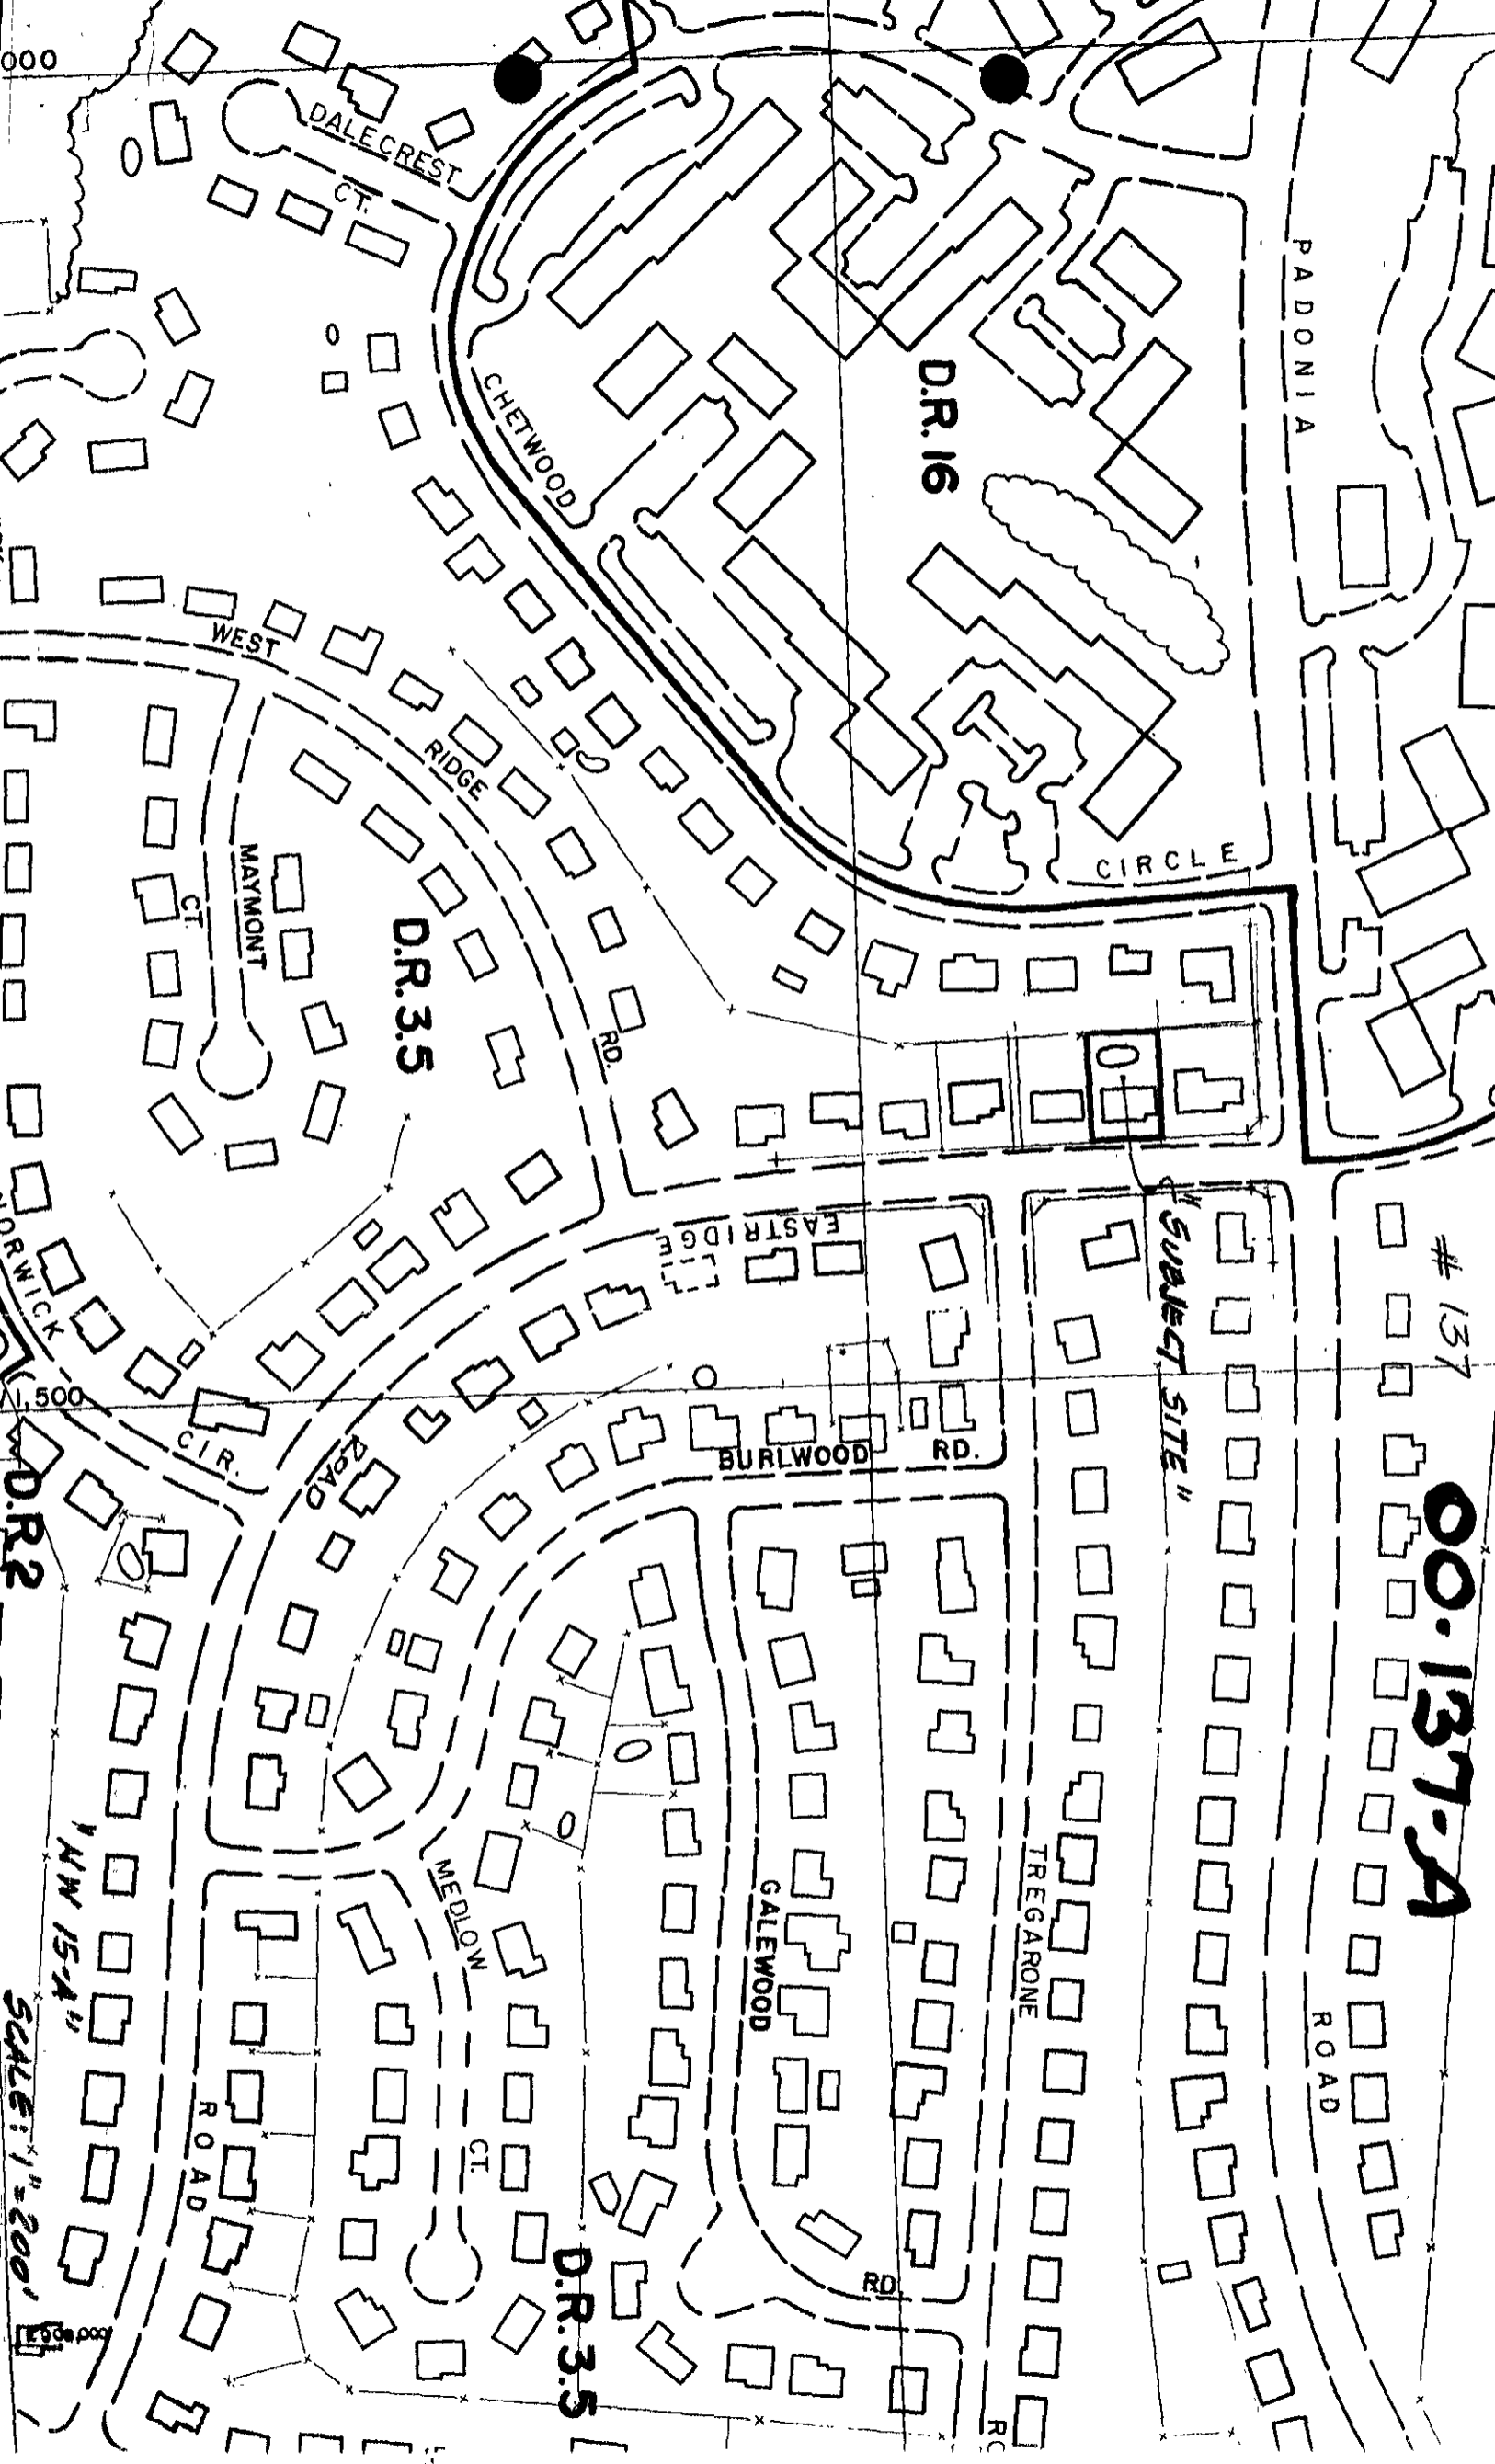 000
DALECREST
CT.
PADONIA
CHETWOOD
D.R. 16
WEST
RIDGE
RD.
CIRCLE
MAYMONT
CT.
D.R. 3.5
EASTRIDGE
ROAD
"SUBJECT SITE"
# 137
00-137-A
NORWICK
CIR.
1,500
D.R. 2
BURLWOOD RD.
MEDLOW
CT.
GALEWOOD
RD.
TREGARONE
ROAD
ROAD
"NW 15-A"
SCALE: 1" = 200'
D.R. 3.5